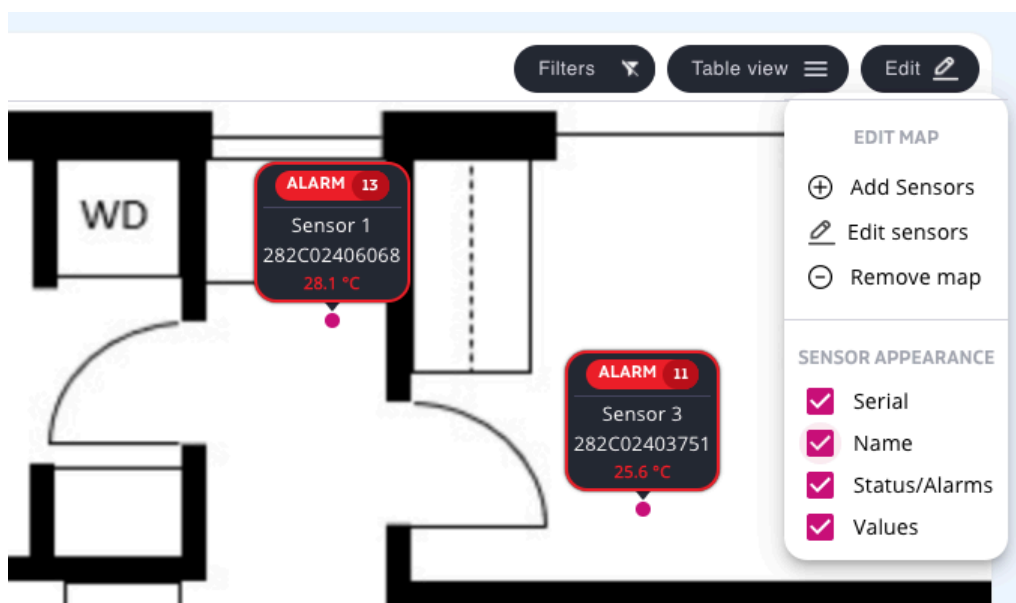 Filters
Table view
Edit
EDIT MAP
Add Sensors
Edit sensors
Remove map
SENSOR APPEARANCE
Serial
Name
Status/Alarms
Values
WD
ALARM 13
Sensor 1
282C02406068
28.1 °C
ALARM 11
Sensor 3
282C02403751
25.6 °C